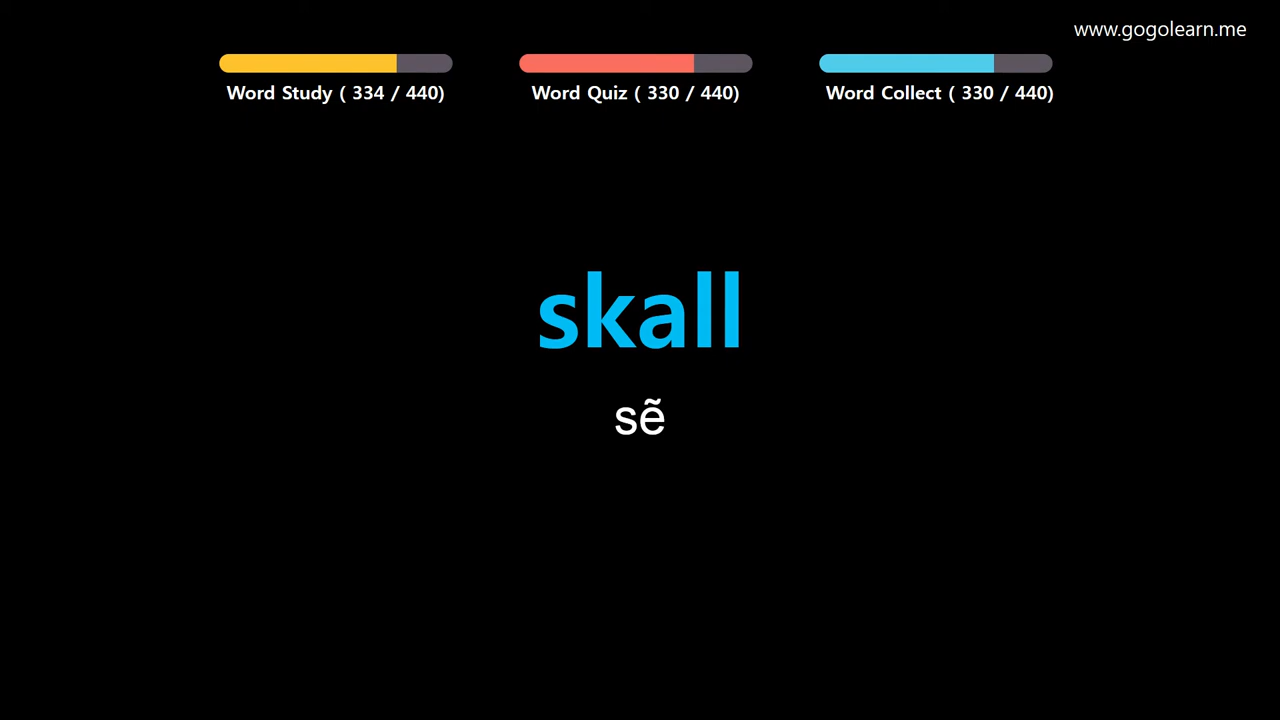 www.gogolearn.me
Word Study ( 334 / 440)
Word Quiz ( 330 / 440)
Word Collect ( 330 / 440)
skall
sẽ